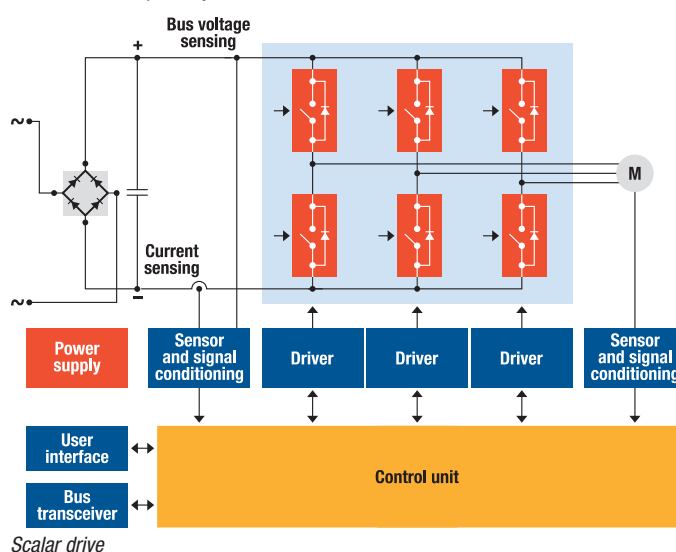 Bus voltage
sensing
+
~
M
Current
sensing
~
–
Power
supply
Sensor
and signal
conditioning
Driver
Driver
Driver
Sensor
and signal
conditioning
User
interface
Control unit
Bus
transceiver
Scalar drive